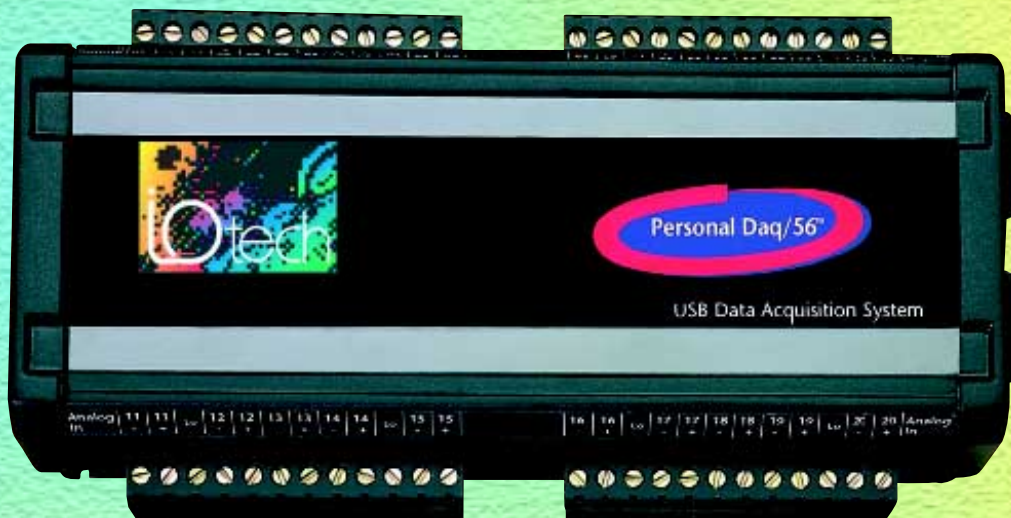 iOtech
Personal Daq/56™
USB Data Acquisition System
Analog In 11 11 Lo 12 12 13 13 14 14 Lo 15 15
16 16 Lo 17 17 18 18 19 19 Lo 20 20 Analog In